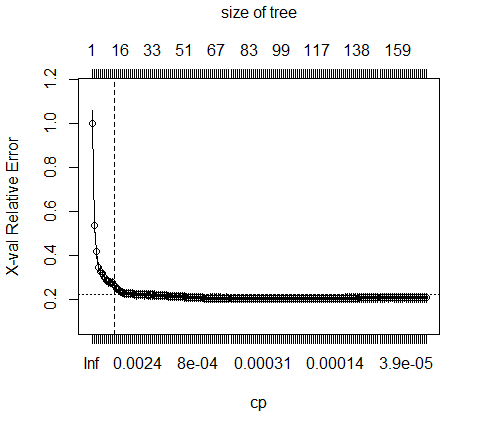 size of tree
1 16 33 51 67 83 99 117 138 159
1.2
1.0
0.8
0.6
0.4
0.2
X-val Relative Error
Inf 0.0024 8e-04 0.00031 0.00014 3.9e-05
cp